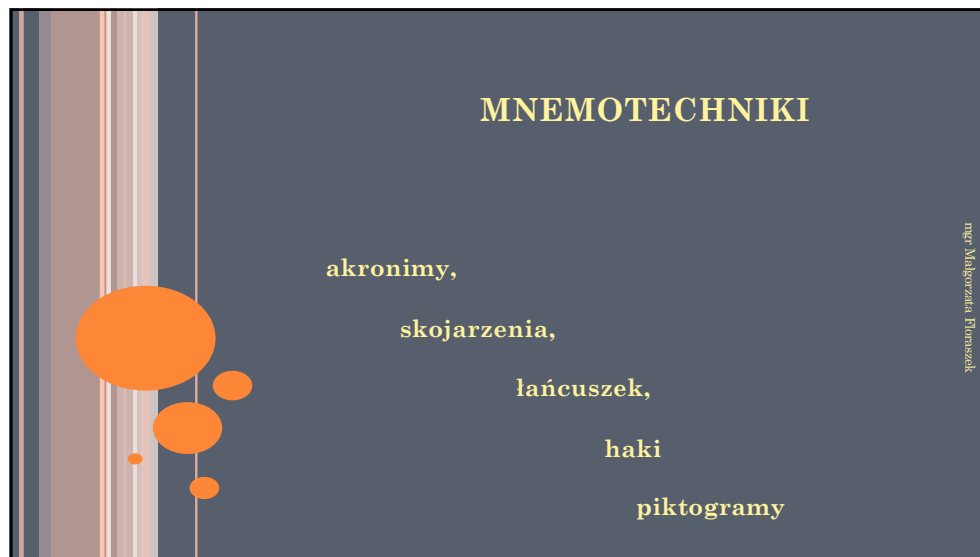 MNEMOTECHNIKI
akronimy,
skojarzenia,
łańcuszek,
haki
piktogramy
mgr Małgorzata Floraszek